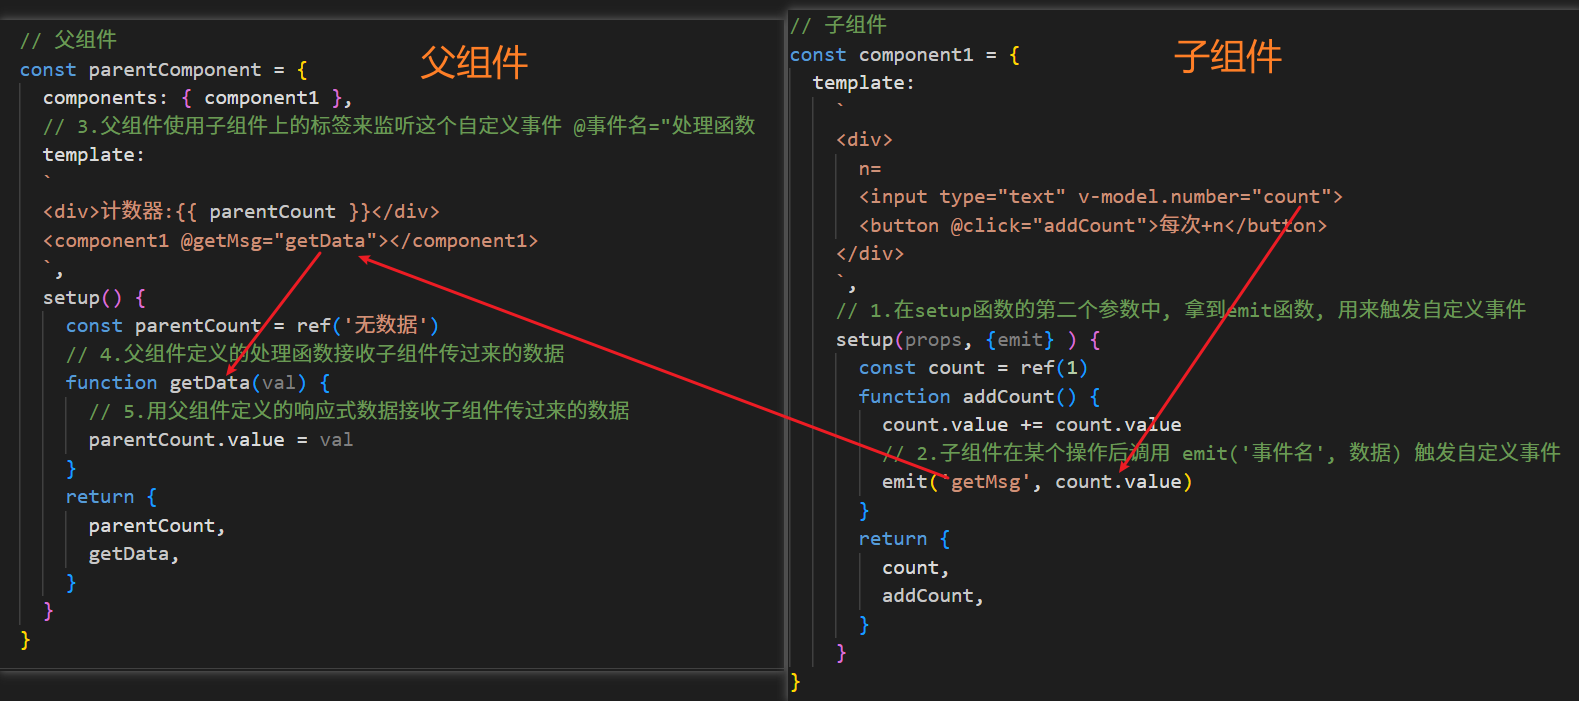 // 父组件
父组件
const parentComponent = {
components: { component1 },
// 3.父组件使用子组件上的标签来监听这个自定义事件 @事件名="处理函数
template:
`
<div>计数器:{{ parentCount }}</div>
<component1 @getMsg="getData"></component1>
`,
setup() {
const parentCount = ref('无数据')
// 4.父组件定义的处理函数接收子组件传过来的数据
function getData(val) {
// 5.用父组件定义的响应式数据接收子组件传过来的数据
parentCount.value = val
}
return {
parentCount,
getData,
}
}
}
// 子组件
子组件
const component1 = {
template:
`
<div>
n=
<input type="text" v-model.number="count">
<button @click="addCount">每次+n</button>
</div>
`,
// 1.在setup函数的第二个参数中, 拿到emit函数, 用来触发自定义事件
setup(props, {emit} ) {
const count = ref(1)
function addCount() {
count.value += count.value
// 2.子组件在某个操作后调用 emit('事件名', 数据) 触发自定义事件
emit('getMsg', count.value)
}
return {
count,
addCount,
}
}
}